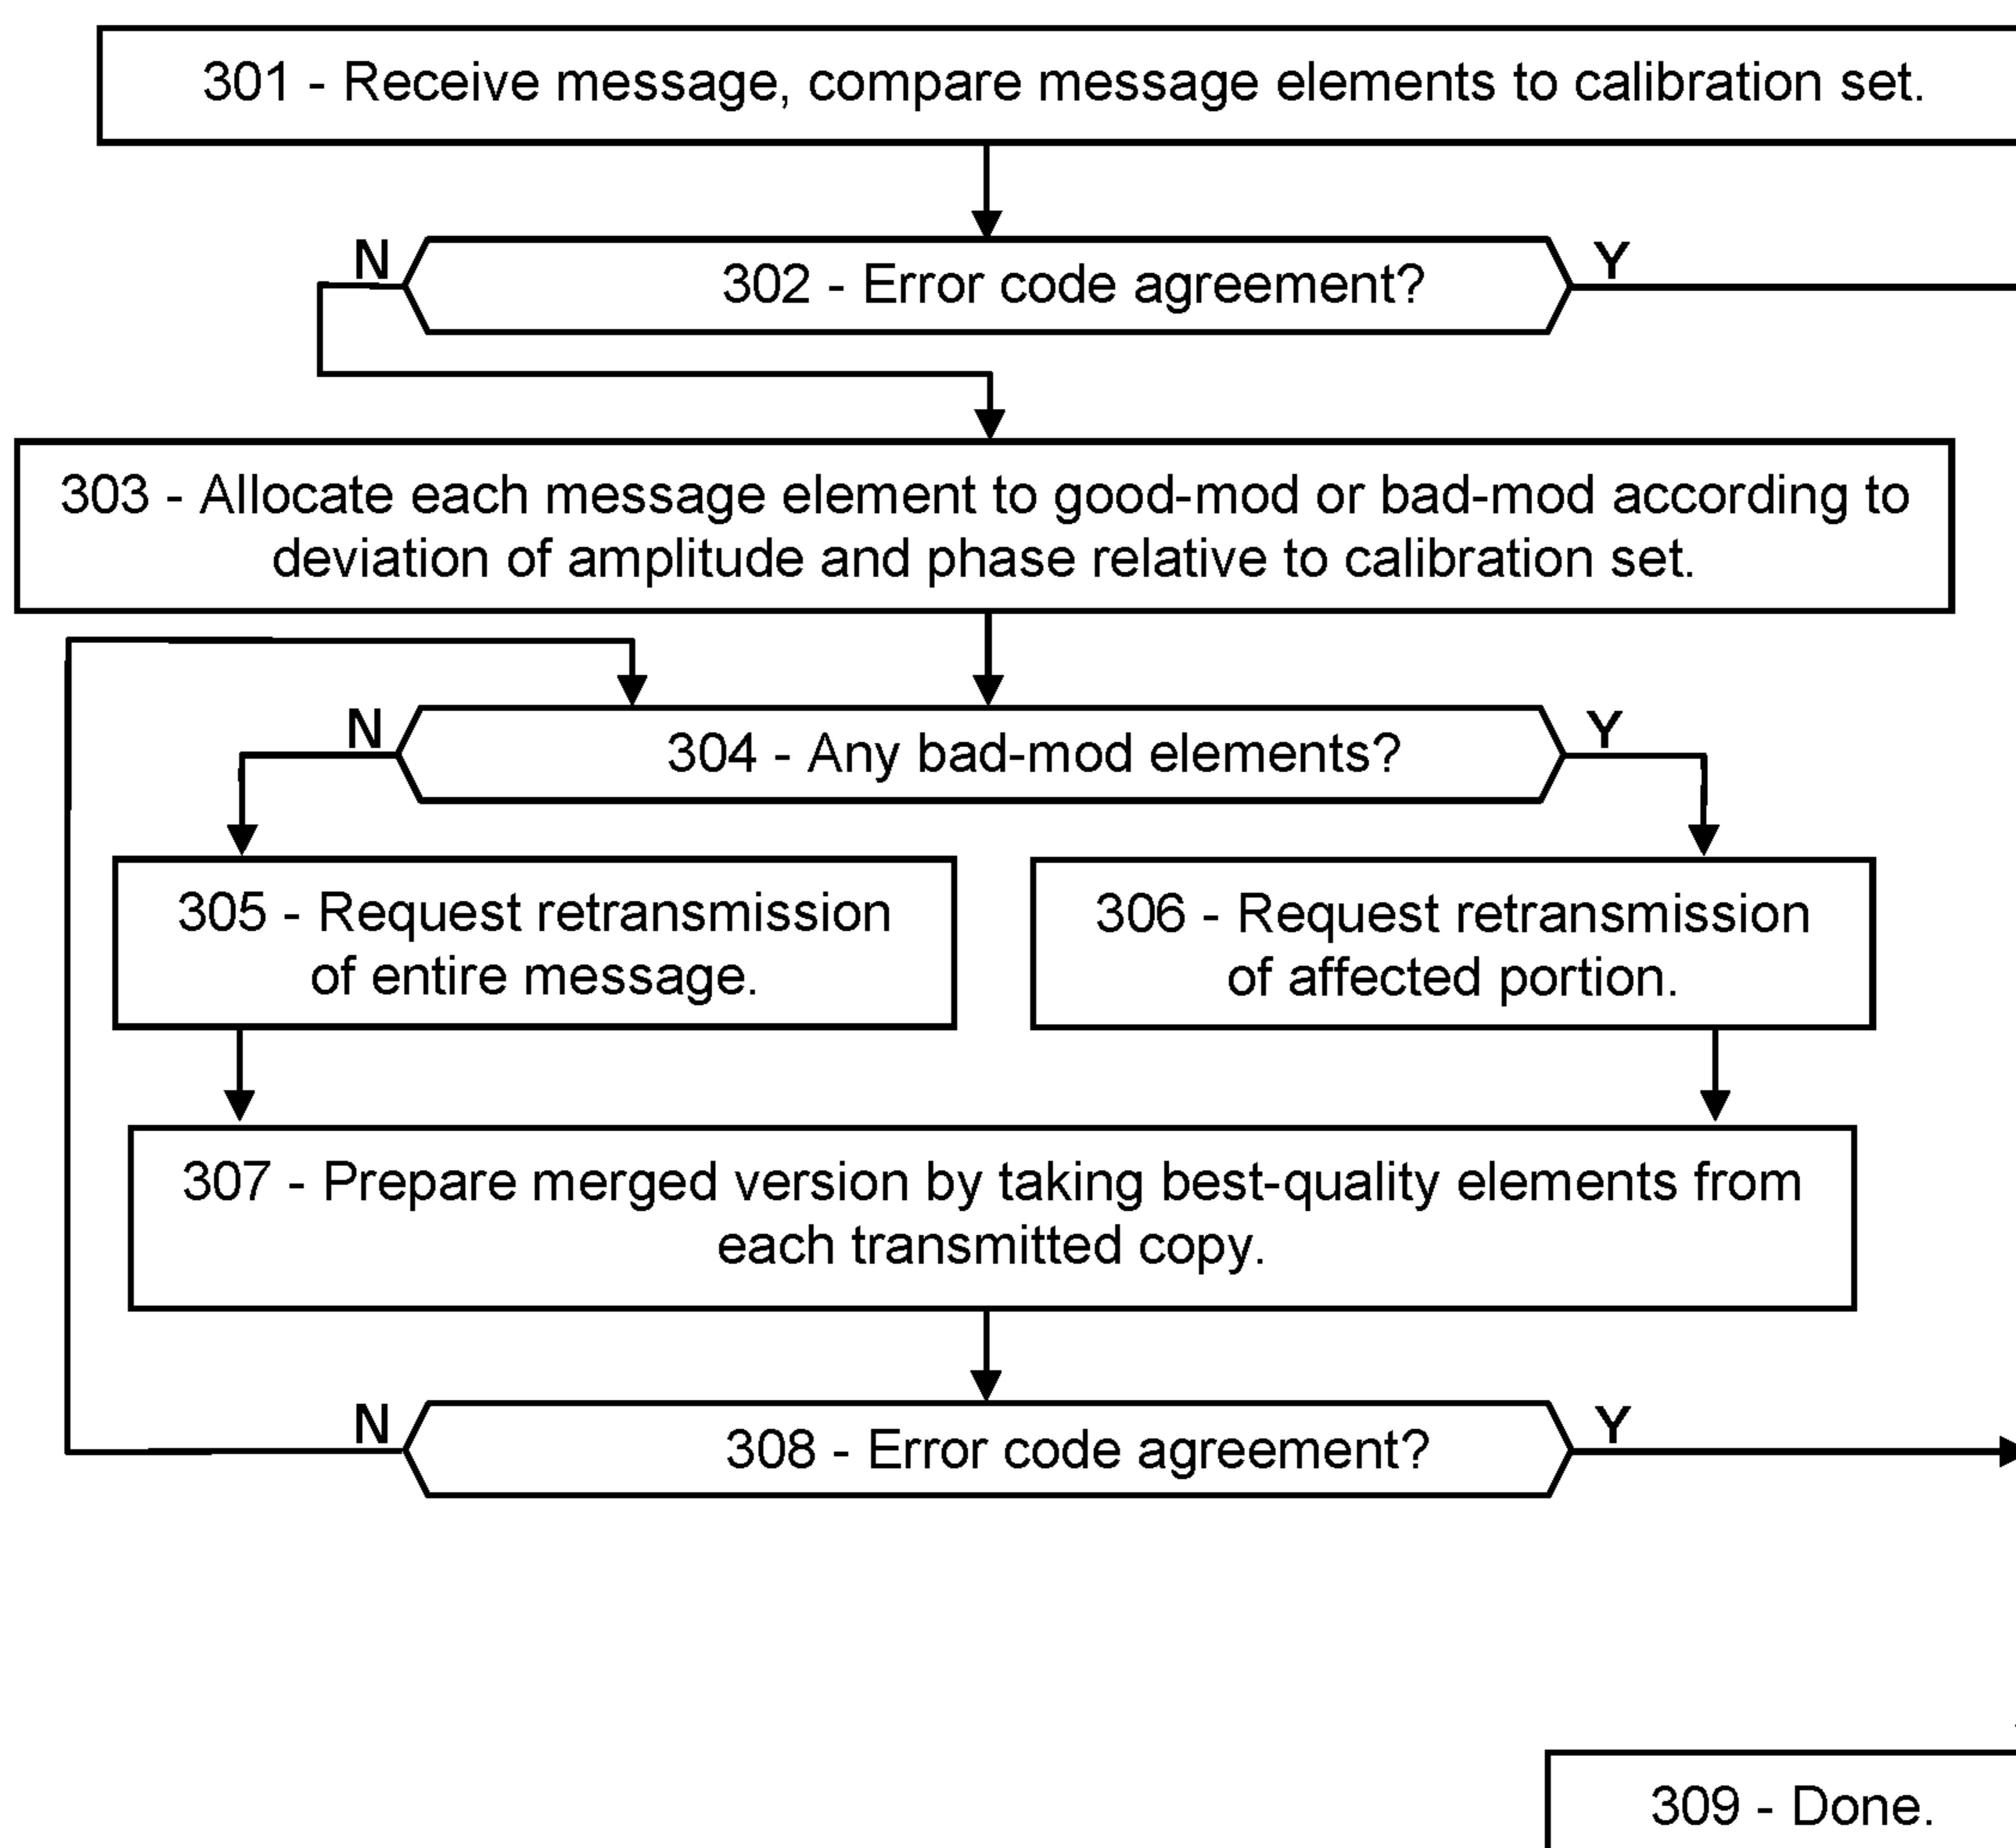 301 - Receive message, compare message elements to calibration set.
N
302 - Error code agreement?
Y
303 - Allocate each message element to good-mod or bad-mod according to
deviation of amplitude and phase relative to calibration set.
N
304 - Any bad-mod elements?
Y
305 - Request retransmission
of entire message.
306 - Request retransmission
of affected portion.
307 - Prepare merged version by taking best-quality elements from
each transmitted copy.
N
308 - Error code agreement?
Y
309 - Done.